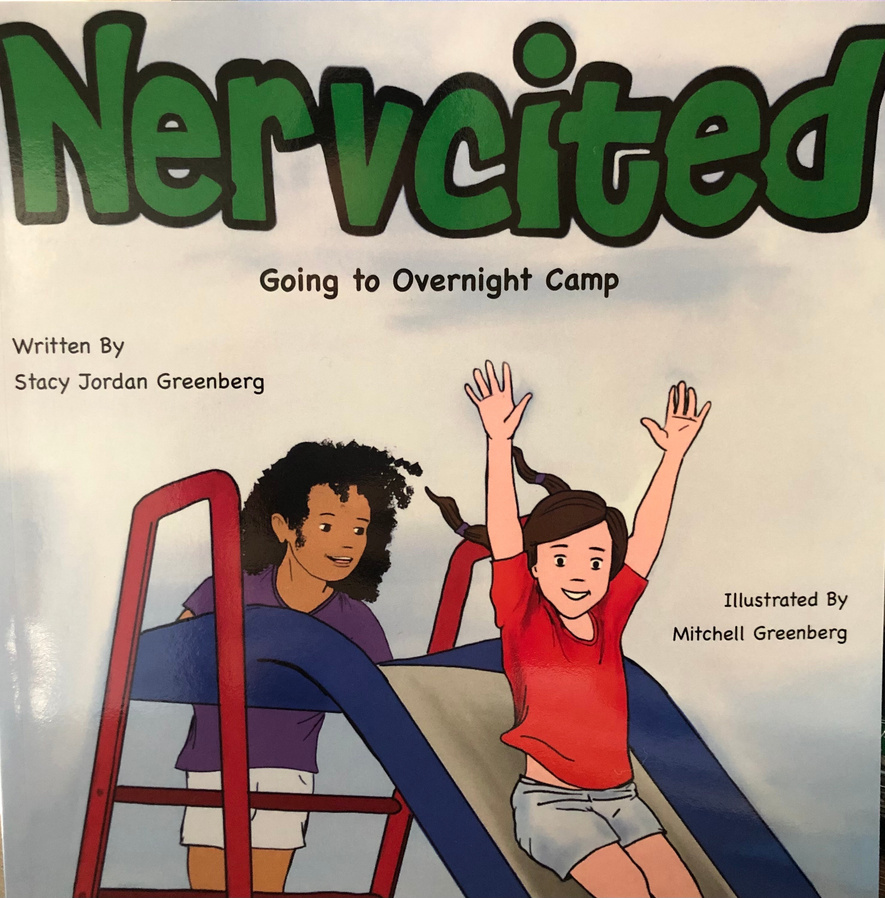 Nervcited
Going to Overnight Camp
Written By
Stacy Jordan Greenberg
Illustrated By
Mitchell Greenberg